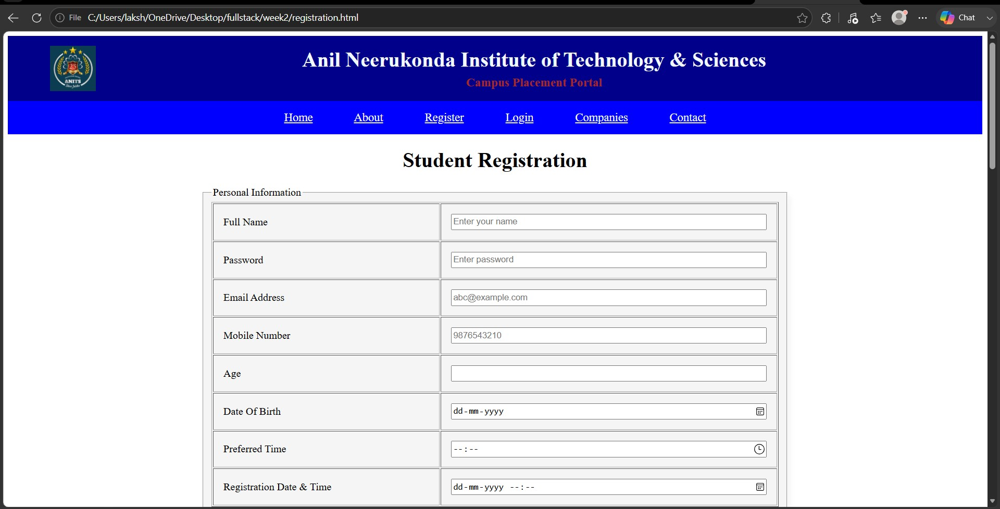 File C:/Users/laksh/OneDrive/Desktop/fullstack/week2/registration.html
Chat
25
ANITS
Anil Neerukonda Institute of Technology & Sciences
Campus Placement Portal
Home About Register Login Companies Contact
Student Registration
Personal Information
Full Name Enter your name
Password Enter password
Email Address abc@example.com
Mobile Number 9876543210
Age
Date Of Birth dd-mm-yyyy
Preferred Time --:--
Registration Date & Time dd-mm-yyyy --:--